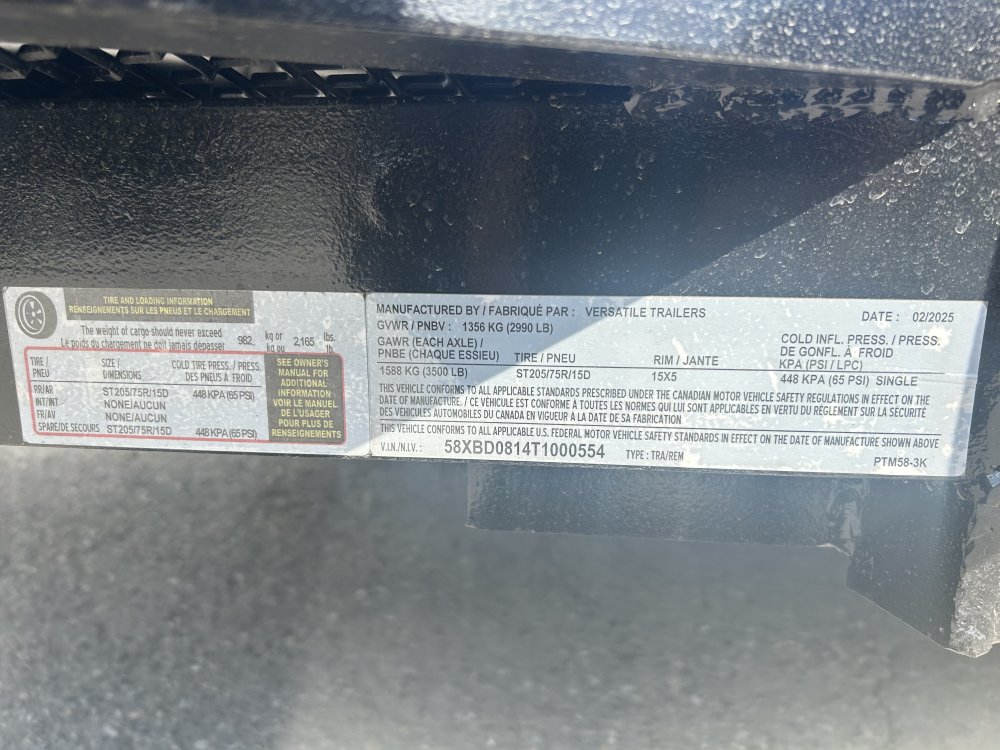 TIRE AND LOADING INFORMATION
RENSEIGNEMENTS SUR LES PNEUS ET LE CHARGEMENT
The weight of cargo should never exceed
Le poids du chargement ne doit jamais dépasser
982 kg or kg ou 2,165 lbs. lb.
TIRE / PNEU SIZE / DIMENSIONS COLD TIRE PRESS. / PRESS. DES PNEUS À FROID
RR/AR ST205/75R/15D 448 KPA (65 PSI)
INT/INT NONE/AUCUN
FR/AV NONE/AUCUN
SPARE/DE SECOURS ST205/75R/15D 448 KPA (65 PSI)
SEE OWNER'S
MANUAL FOR
ADDITIONAL
INFORMATION
VOIR LE MANUEL
DE L'USAGER
POUR PLUS DE
RENSEIGNEMENTS
MANUFACTURED BY / FABRIQUÉ PAR : VERSATILE TRAILERS DATE : 02/2025
GVWR / PNBV : 1356 KG (2990 LB)
GAWR (EACH AXLE) /
PNBE (CHAQUE ESSIEU) TIRE / PNEU RIM / JANTE COLD INFL. PRESS. / PRESS. DE GONFL. À FROID KPA (PSI / LPC)
1588 KG (3500 LB) ST205/75R/15D 15X5 448 KPA (65 PSI) SINGLE
THIS VEHICLE CONFORMS TO ALL APPLICABLE STANDARDS PRESCRIBED UNDER THE CANADIAN MOTOR VEHICLE SAFETY REGULATIONS IN EFFECT ON THE
DATE OF MANUFACTURE. / CE VÉHICULE EST CONFORME À TOUTES LES NORMES QUI LUI SONT APPLICABLES EN VERTU DU RÉGLEMENT SUR LA SÉCURITÉ
DES VÉHICULES AUTOMOBILES DU CANADA EN VIGUEUR À LA DATE DE SA FABRICATION.
THIS VEHICLE CONFORMS TO ALL APPLICABLE U.S. FEDERAL MOTOR VEHICLE SAFETY STANDARDS IN EFFECT ON THE DATE OF MANUFACTURE SHOWN ABOVE
V.I.N./N.I.V. : 58XBD0814T1000554 TYPE : TRA/REM PTM58-3K